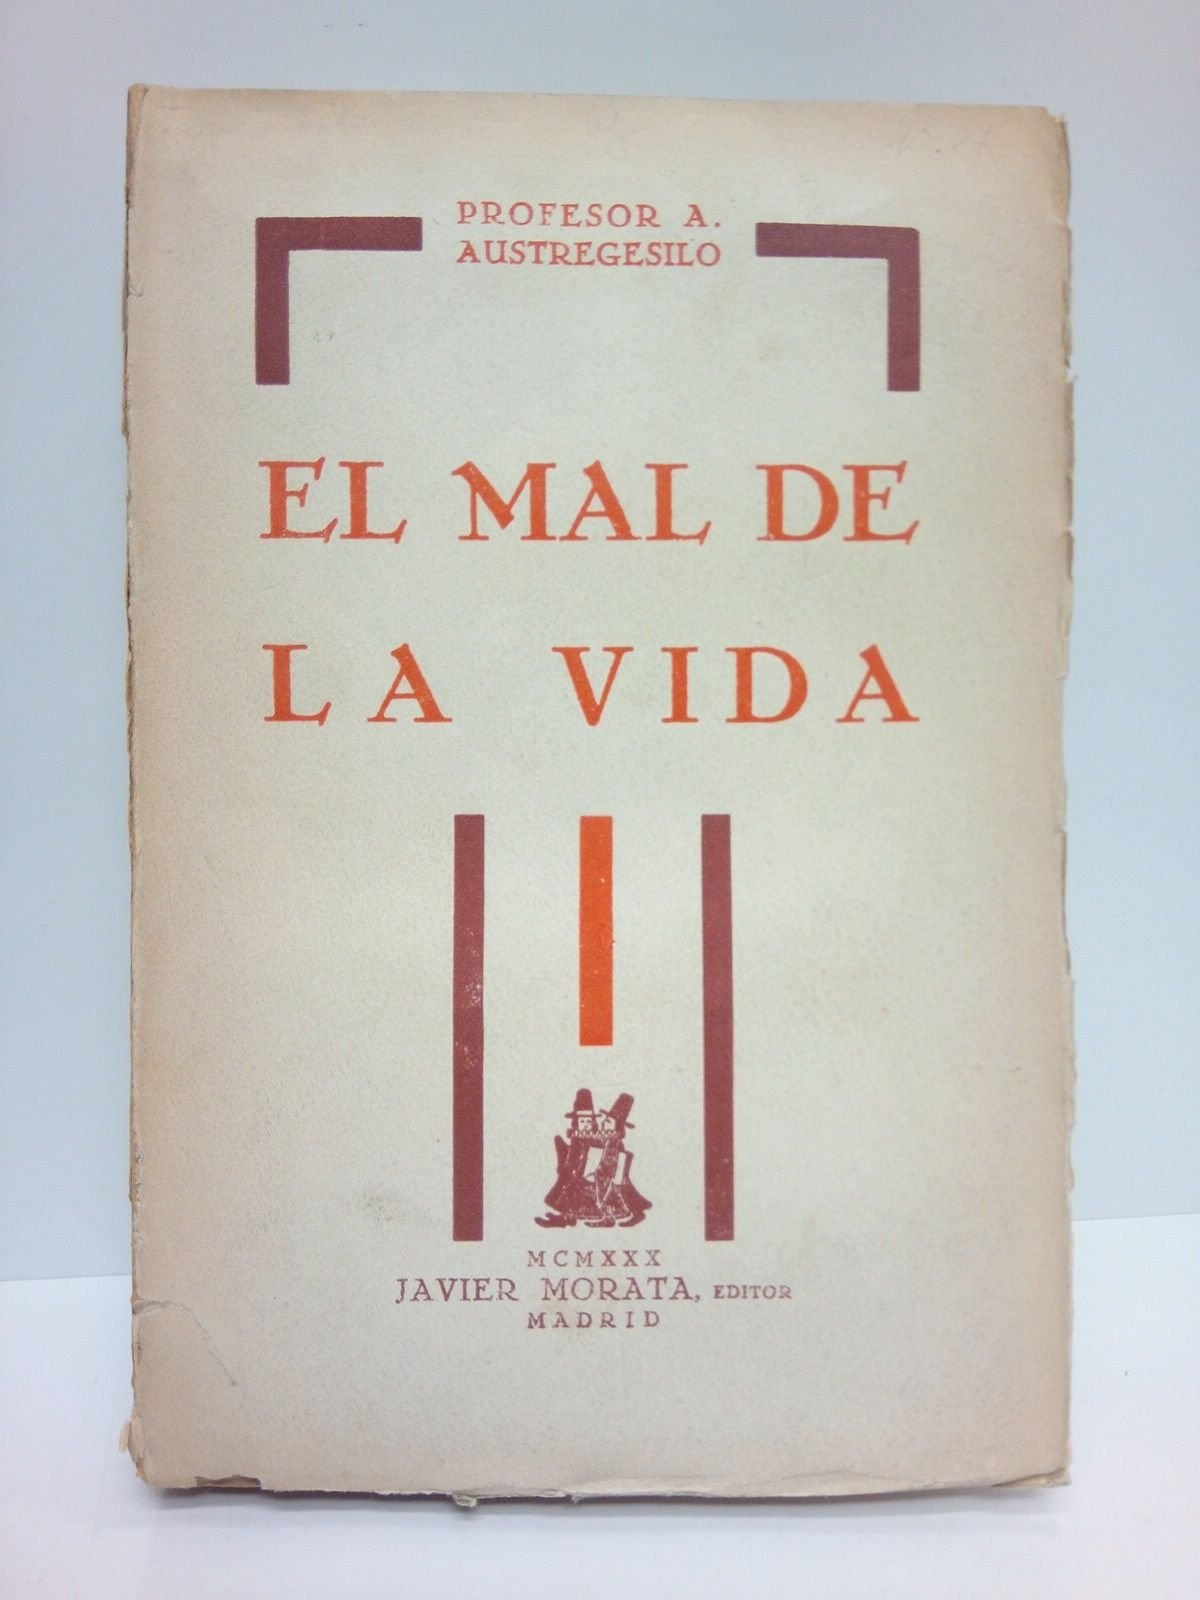 PROFESOR A.
AUSTREGESILO
EL MAL DE
LA VIDA
MCMXXX
JAVIER MORATA, EDITOR
MADRID